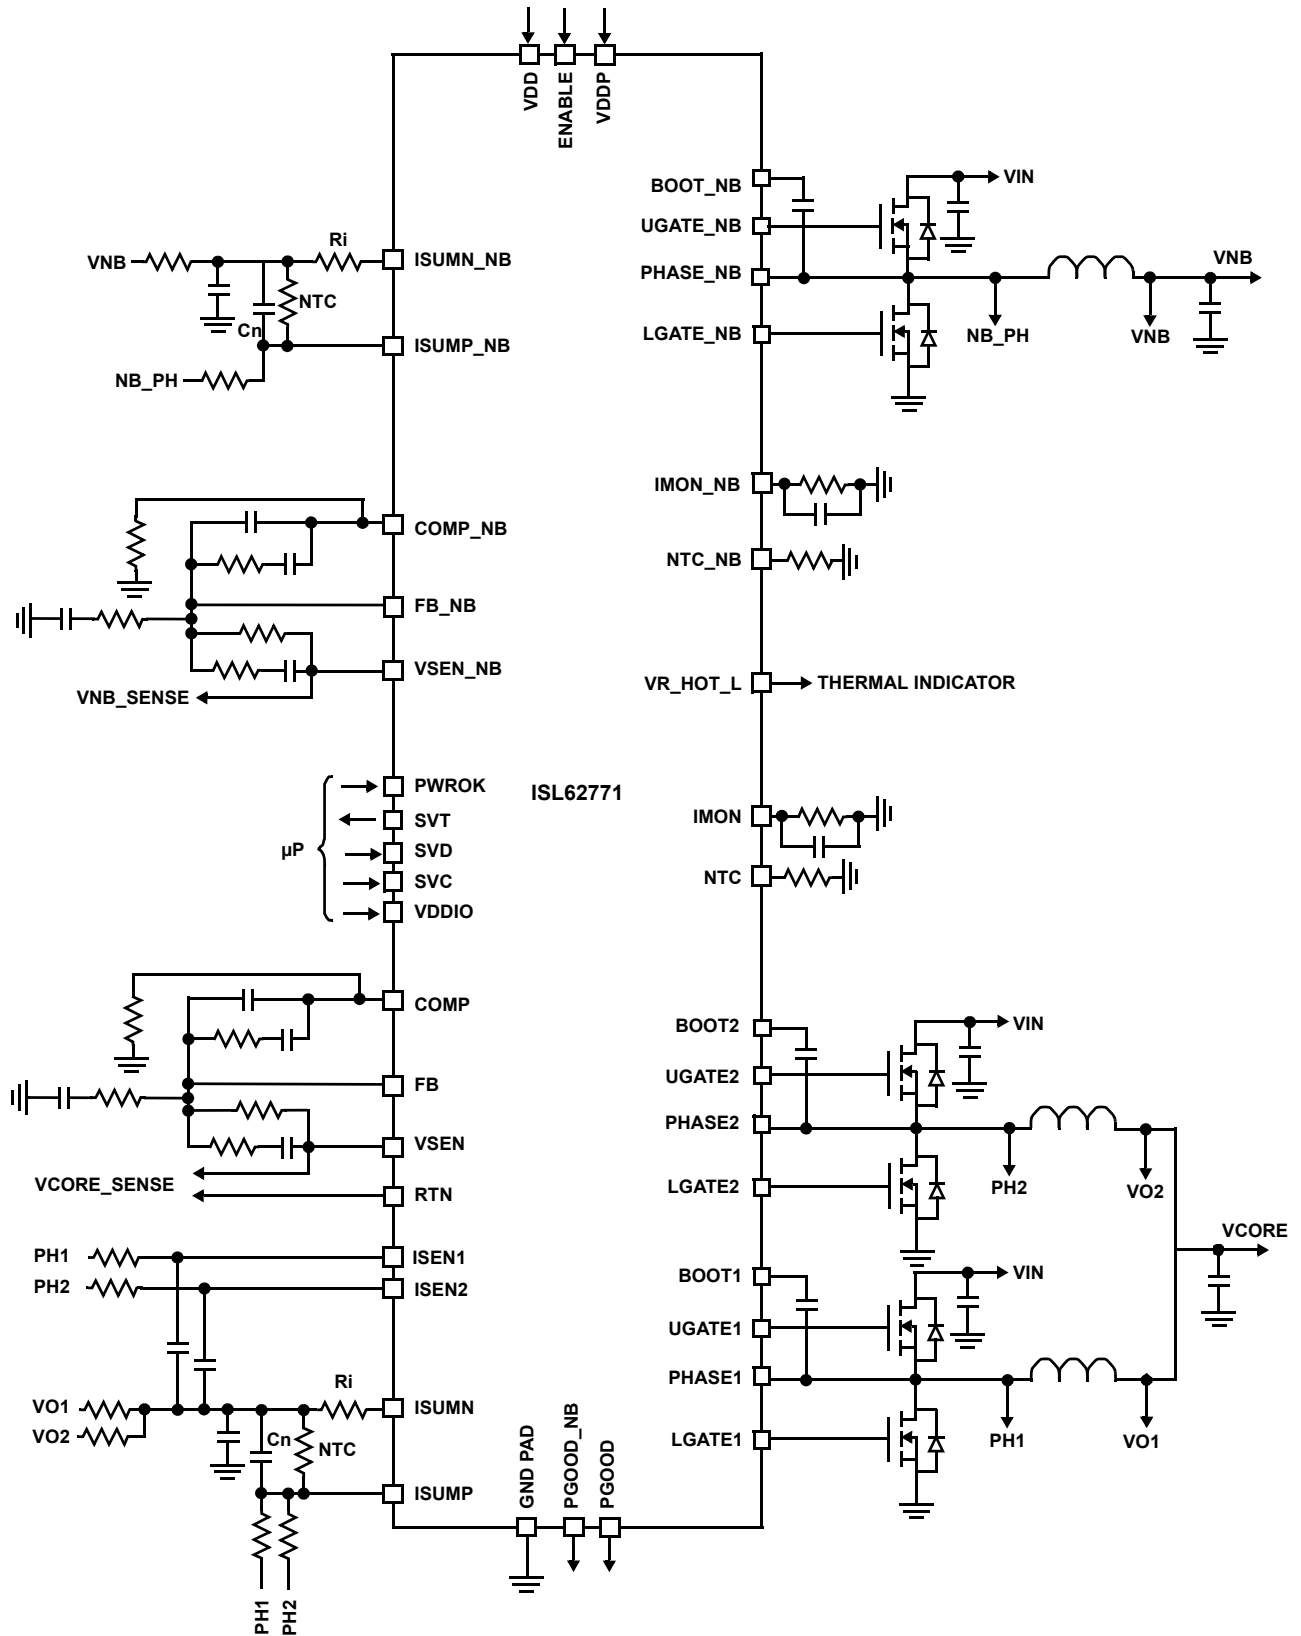 VDD
ENABLE
VDDP
BOOT_NB
VIN
UGATE_NB
Ri
VNB
ISUMN_NB
PHASE_NB
VNB
NTC
Cn
LGATE_NB
NB_PH
VNB
ISUMP_NB
NB_PH
IMON_NB
COMP_NB
NTC_NB
FB_NB
VSEN_NB
VNB_SENSE
VR_HOT_L
THERMAL INDICATOR
PWROK
ISL62771
SVT
IMON
µP
SVD
SVC
NTC
VDDIO
COMP
BOOT2
VIN
FB
UGATE2
PHASE2
VSEN
VCORE_SENSE
RTN
LGATE2
PH2
VO2
PH1
ISEN1
VCORE
PH2
ISEN2
BOOT1
VIN
UGATE1
Ri
PHASE1
VO1
ISUMN
VO2
Cn
NTC
LGATE1
PH1
VO1
ISUMP
GND PAD
PGOOD_NB
PGOOD
PH1
PH2